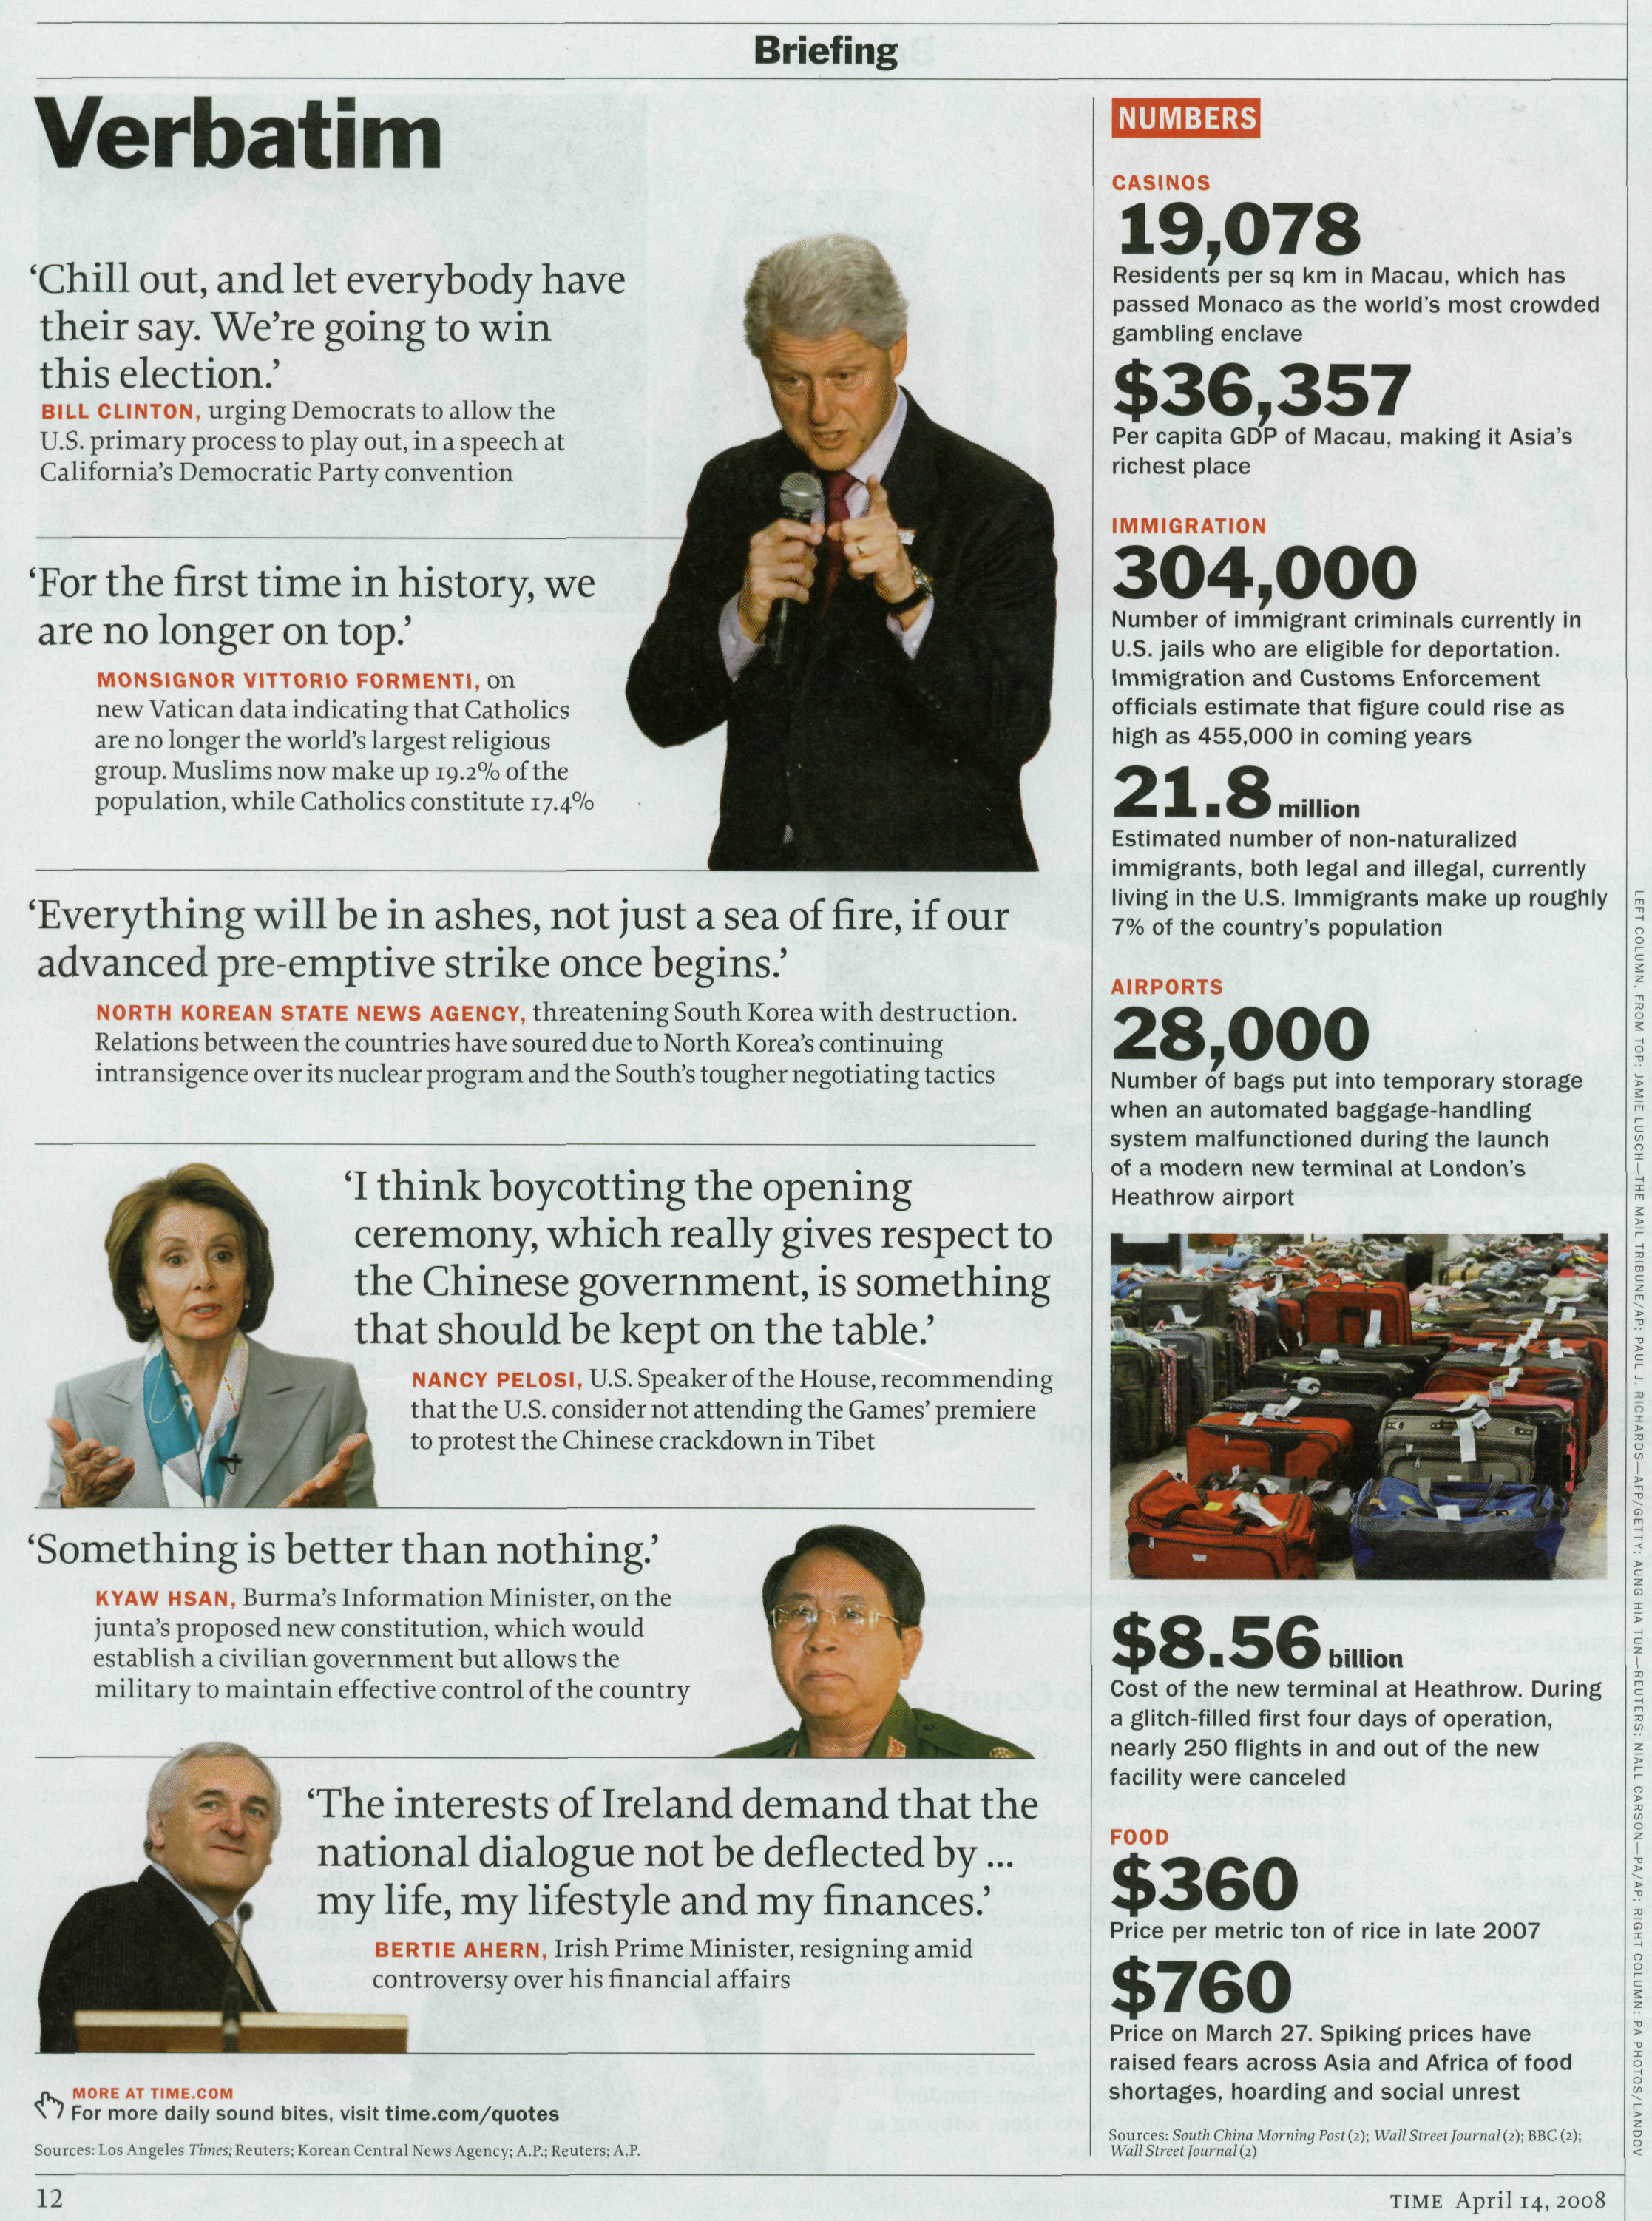 Briefing
Verbatim
‘Chill out, and let everybody have
their say. We’re going to win
this election.’
BILL CLINTON, urging Democrats to allow the
U.S. primary process to play out, in a speech at
California’s Democratic Party convention
‘For the first time in history, we
are no longer on top.’
MONSIGNOR VITTORIO FORMENTI, on
new Vatican data indicating that Catholics
are no longer the world’s largest religious
group. Muslims now make up 19.2% of the
population, while Catholics constitute 17.4%
‘Everything will be in ashes, not just a sea of fire, if our
advanced pre-emptive strike once begins.’
NORTH KOREAN STATE NEWS AGENCY, threatening South Korea with destruction.
Relations between the countries have soured due to North Korea’s continuing
intransigence over its nuclear program and the South’s tougher negotiating tactics
‘I think boycotting the opening
ceremony, which really gives respect to
the Chinese government, is something
that should be kept on the table.’
NANCY PELOSI, U.S. Speaker of the House, recommending
that the U.S. consider not attending the Games’ premiere
to protest the Chinese crackdown in Tibet
‘Something is better than nothing.’
KYAW HSAN, Burma’s Information Minister, on the
junta’s proposed new constitution, which would
establish a civilian government but allows the
military to maintain effective control of the country
‘The interests of Ireland demand that the
national dialogue not be deflected by ...
my life, my lifestyle and my finances.’
BERTIE AHERN, Irish Prime Minister, resigning amid
controversy over his financial affairs
MORE AT TIME.COM
For more daily sound bites, visit time.com/quotes
Sources: Los Angeles Times; Reuters; Korean Central News Agency; A.P.; Reuters; A.P.
NUMBERS
CASINOS
19,078
Residents per sq km in Macau, which has
passed Monaco as the world’s most crowded
gambling enclave
$36,357
Per capita GDP of Macau, making it Asia’s
richest place
IMMIGRATION
304,000
Number of immigrant criminals currently in
U.S. jails who are eligible for deportation.
Immigration and Customs Enforcement
officials estimate that figure could rise as
high as 455,000 in coming years
21.8 million
Estimated number of non-naturalized
immigrants, both legal and illegal, currently
living in the U.S. Immigrants make up roughly
7% of the country’s population
AIRPORTS
28,000
Number of bags put into temporary storage
when an automated baggage-handling
system malfunctioned during the launch
of a modern new terminal at London’s
Heathrow airport
$8.56 billion
Cost of the new terminal at Heathrow. During
a glitch-filled first four days of operation,
nearly 250 flights in and out of the new
facility were canceled
FOOD
$360
Price per metric ton of rice in late 2007
$760
Price on March 27. Spiking prices have
raised fears across Asia and Africa of food
shortages, hoarding and social unrest
Sources: South China Morning Post (2); Wall Street Journal (2); BBC (2);
Wall Street Journal (2)
LEFT COLUMN, FROM TOP: JAMIE LUSCH—THE MAIL TRIBUNE/AP; PAUL J. RICHARDS—AFP/GETTY; AUNG HIA TUN—REUTERS; NIALL CARSON—PA/AP; RIGHT COLUMN: PA PHOTOS/LANDOV
12
TIME April 14, 2008